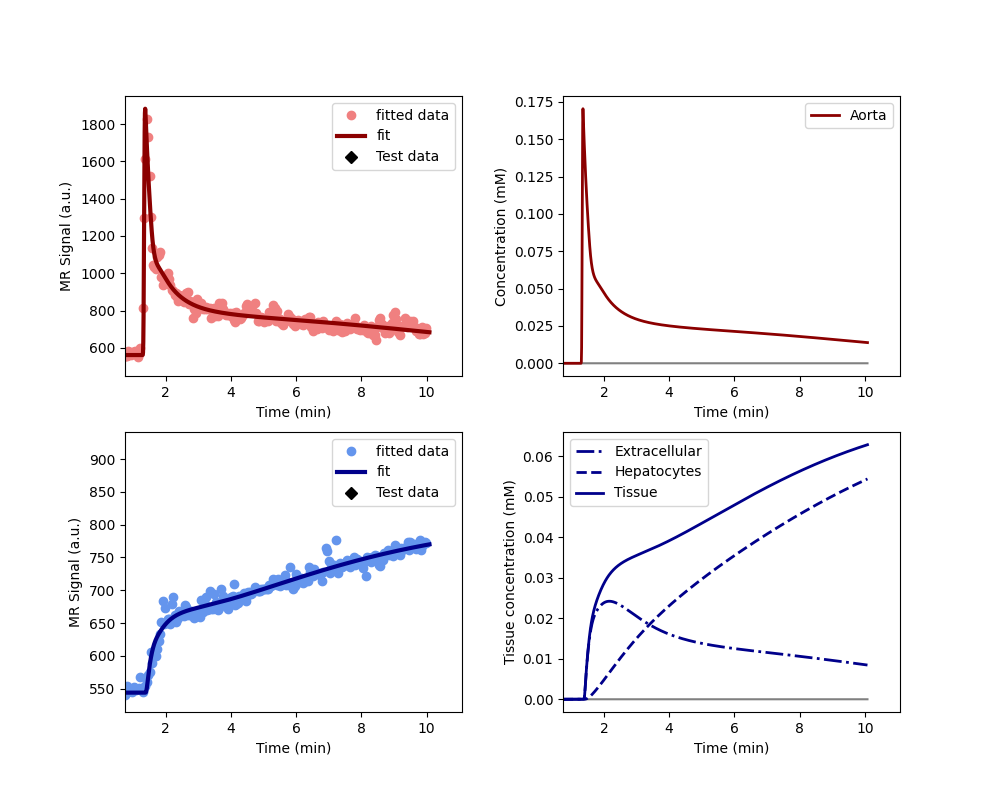 MR Signal (a.u.)
1800
1600
1400
1200
1000
800
600
2 4 6 8 10
Time (min)
fitted data
fit
Test data
Concentration (mM)
0.175
0.150
0.125
0.100
0.075
0.050
0.025
0.000
2 4 6 8 10
Time (min)
Aorta
MR Signal (a.u.)
900
850
800
750
700
650
600
550
2 4 6 8 10
Time (min)
fitted data
fit
Test data
Tissue concentration (mM)
0.06
0.05
0.04
0.03
0.02
0.01
0.00
2 4 6 8 10
Time (min)
Extracellular
Hepatocytes
Tissue